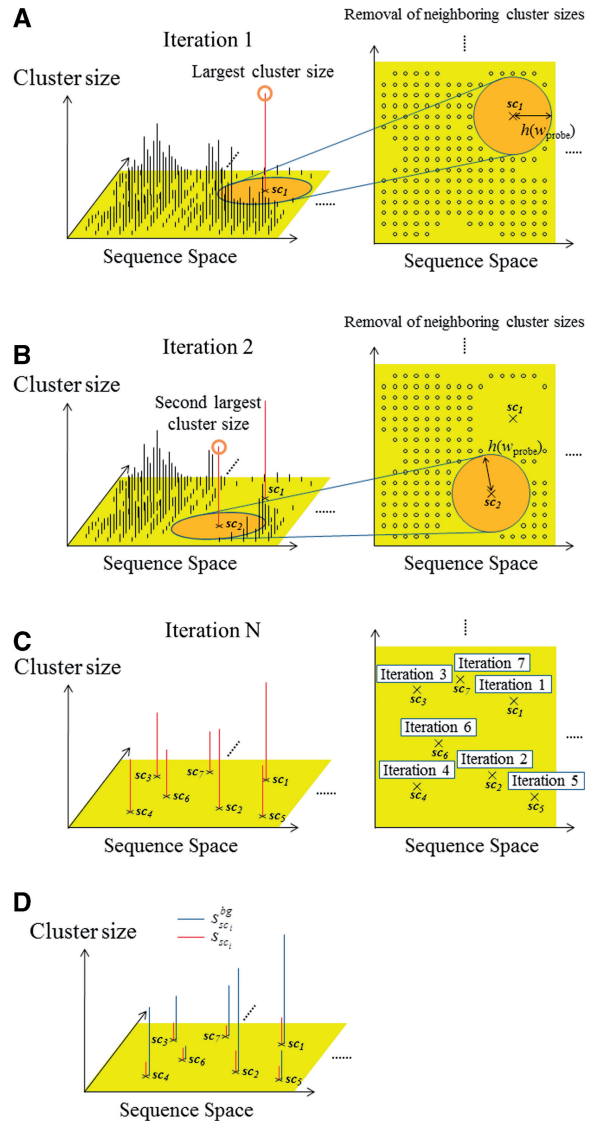 A
Iteration 1
Removal of neighboring cluster sizes
Cluster size
Largest cluster size
sc1
h(wprobe)
sc1
Sequence Space
Sequence Space
B
Iteration 2
Removal of neighboring cluster sizes
Cluster size
Second largest
cluster size
sc1
h(wprobe)
sc1
sc2
sc2
Sequence Space
Sequence Space
C
Iteration N
Cluster size
Iteration 7
Iteration 3
Iteration 1
sc7
sc3
sc1
Iteration 6
sc6
Iteration 2
Iteration 4
sc2
Iteration 5
sc4
sc5
sc3
sc7
sc1
sc6
sc4
sc2
sc5
Sequence Space
Sequence Space
D
Cluster size
s^bg_sci
s_sci
sc3
sc7
sc1
sc6
sc4
sc2
sc5
Sequence Space